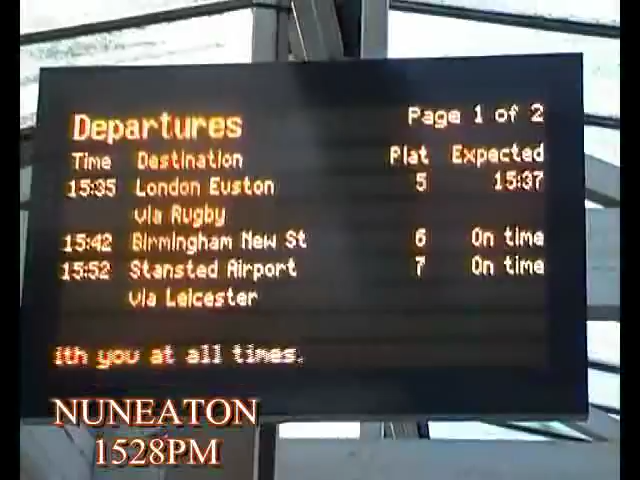 Departures Page 1 of 2
Time Destination Plat Expected
15:35 London Euston 5 15:37
via Rugby
15:42 Birmingham New St 6 On time
15:52 Stansted Airport 7 On time
via Leicester
ith you at all times.
NUNEATON
1528PM